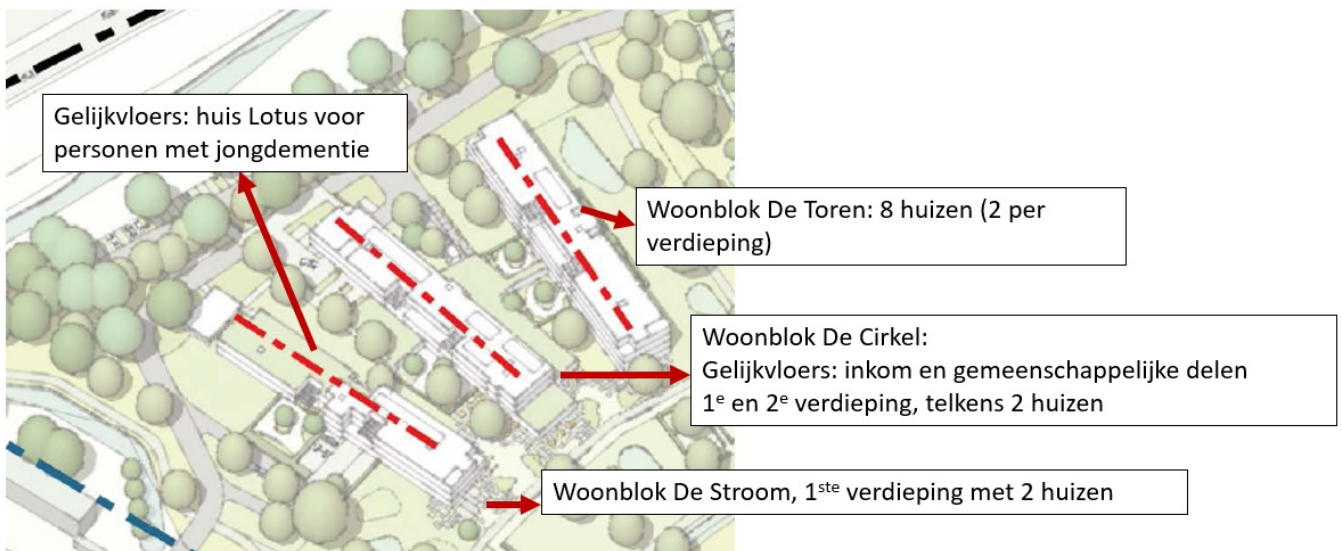 Gelijkvloers: huis Lotus voor
personen met jongdementie
Woonblok De Toren: 8 huizen (2 per
verdieping)
Woonblok De Cirkel:
Gelijkvloers: inkom en gemeenschappelijke delen
1e en 2e verdieping, telkens 2 huizen
Woonblok De Stroom, 1ste verdieping met 2 huizen